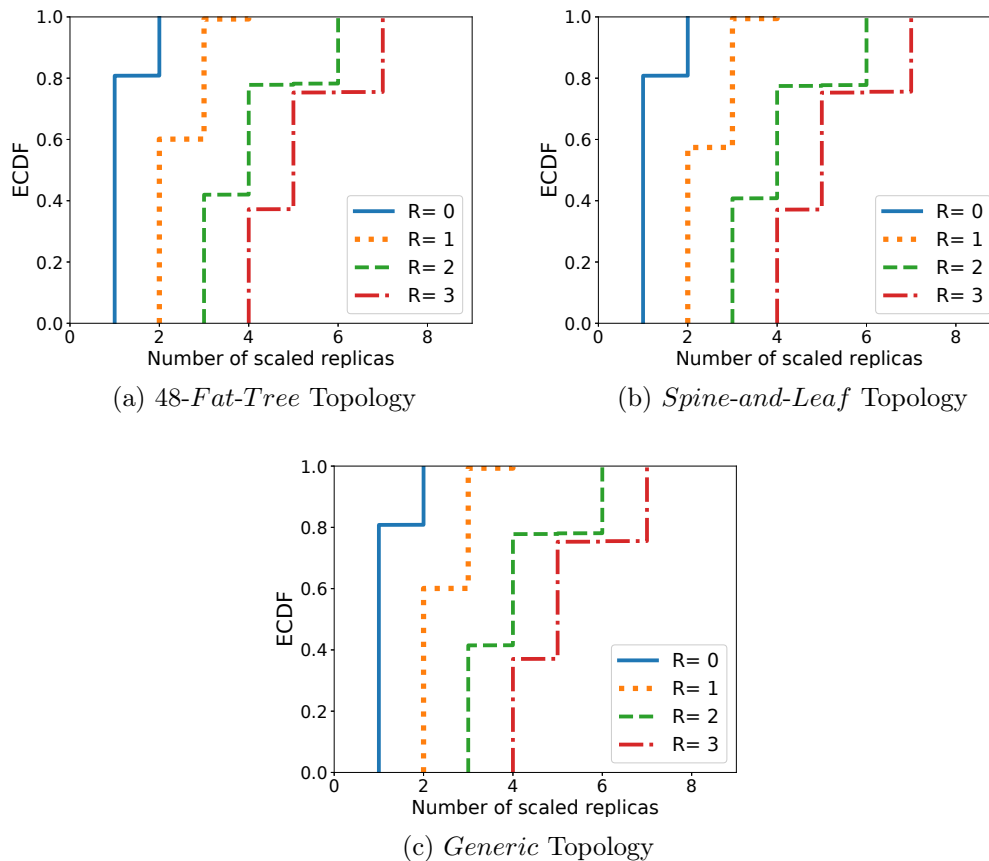 1.0
0.8
0.6
0.4
0.2
0.0
ECDF
0 2 4 6 8
Number of scaled replicas
R= 0
R= 1
R= 2
R= 3
(a) 48-Fat-Tree Topology
1.0
0.8
0.6
0.4
0.2
0.0
ECDF
0 2 4 6 8
Number of scaled replicas
R= 0
R= 1
R= 2
R= 3
(b) Spine-and-Leaf Topology
1.0
0.8
0.6
0.4
0.2
0.0
ECDF
0 2 4 6 8
Number of scaled replicas
R= 0
R= 1
R= 2
R= 3
(c) Generic Topology